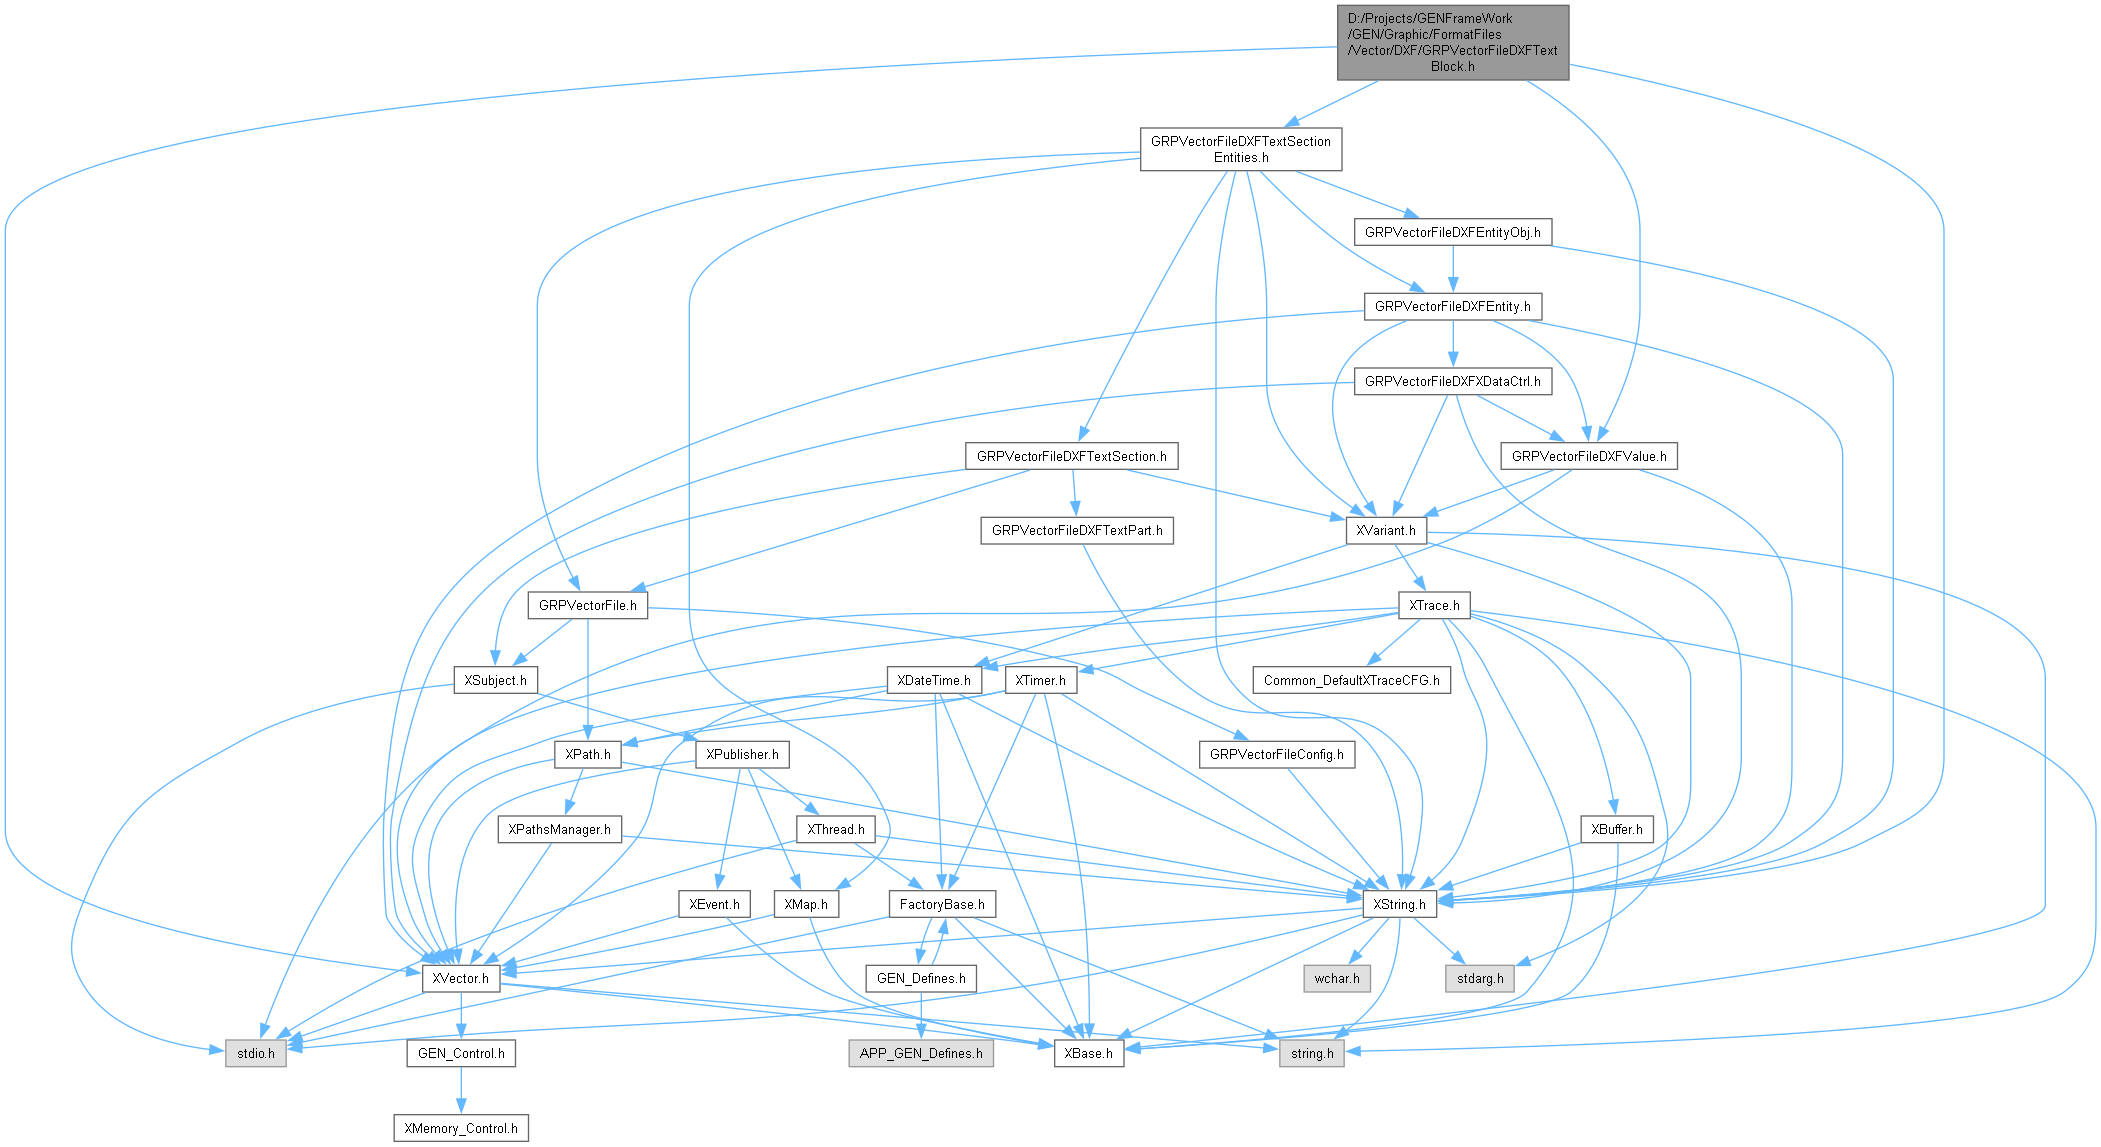 D:/Projects/GENFrameWork
/GEN/Graphic/FormatFiles
/Vector/DXF/GRPVectorFileDXFText
Block.h
GRPVectorFileDXFTextSection
Entities.h
GRPVectorFileDXFEntityObj.h
GRPVectorFileDXFEntity.h
GRPVectorFileDXFXDataCtrl.h
GRPVectorFileDXFTextSection.h
GRPVectorFileDXFValue.h
GRPVectorFileDXFTextPart.h
XVariant.h
GRPVectorFile.h
XTrace.h
XSubject.h
XDateTime.h
XTimer.h
Common_DefaultXTraceCFG.h
XPath.h
XPublisher.h
GRPVectorFileConfig.h
XPathsManager.h
XThread.h
XBuffer.h
XEvent.h
XMap.h
FactoryBase.h
XString.h
XVector.h
GEN_Defines.h
wchar.h
stdarg.h
stdio.h
GEN_Control.h
APP_GEN_Defines.h
XBase.h
string.h
XMemory_Control.h